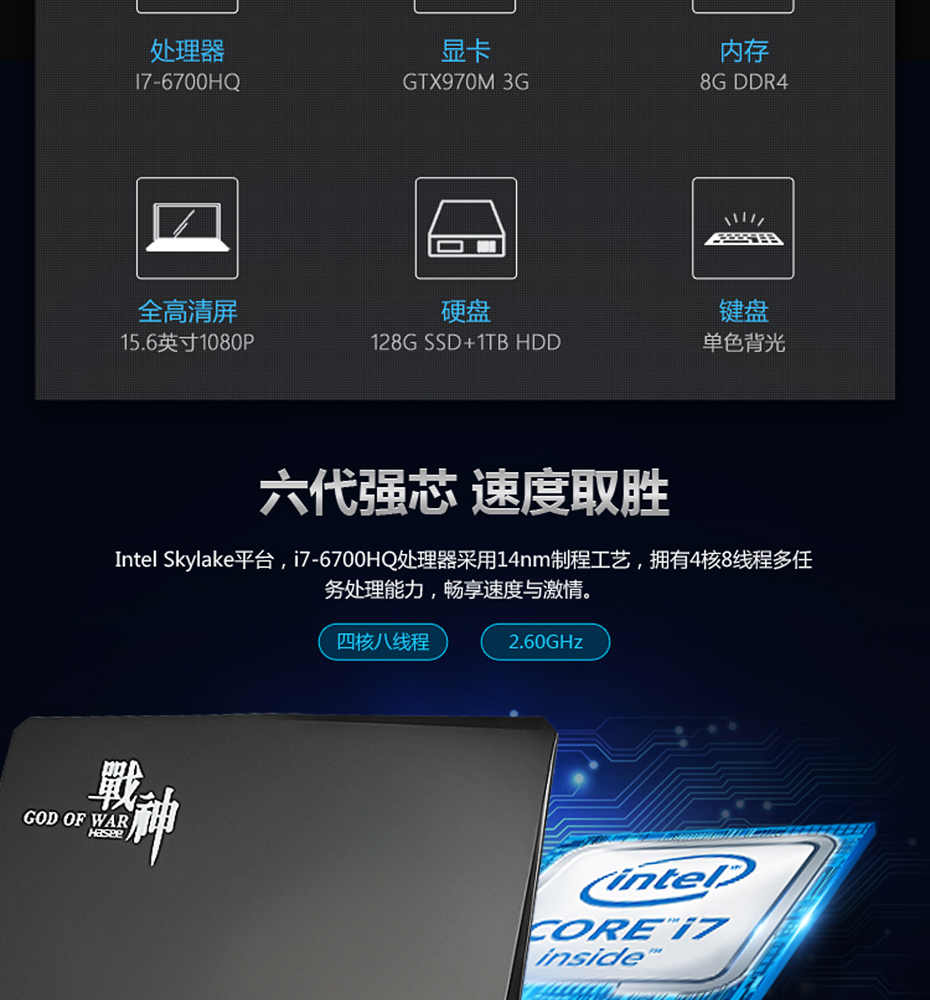 处理器
显卡
内存
I7-6700HQ
GTX970M 3G
8G DDR4
全高清屏
硬盘
键盘
15.6英寸1080P
128G SSD+1TB HDD
单色背光
六代强芯 速度取胜
Intel Skylake平台，i7-6700HQ处理器采用14nm制程工艺，拥有4核8线程多任
务处理能力，畅享速度与激情。
四核八线程
2.60GHz
戰神
GOD OF WAR
Hasee
intel
CORE™ i7
inside™